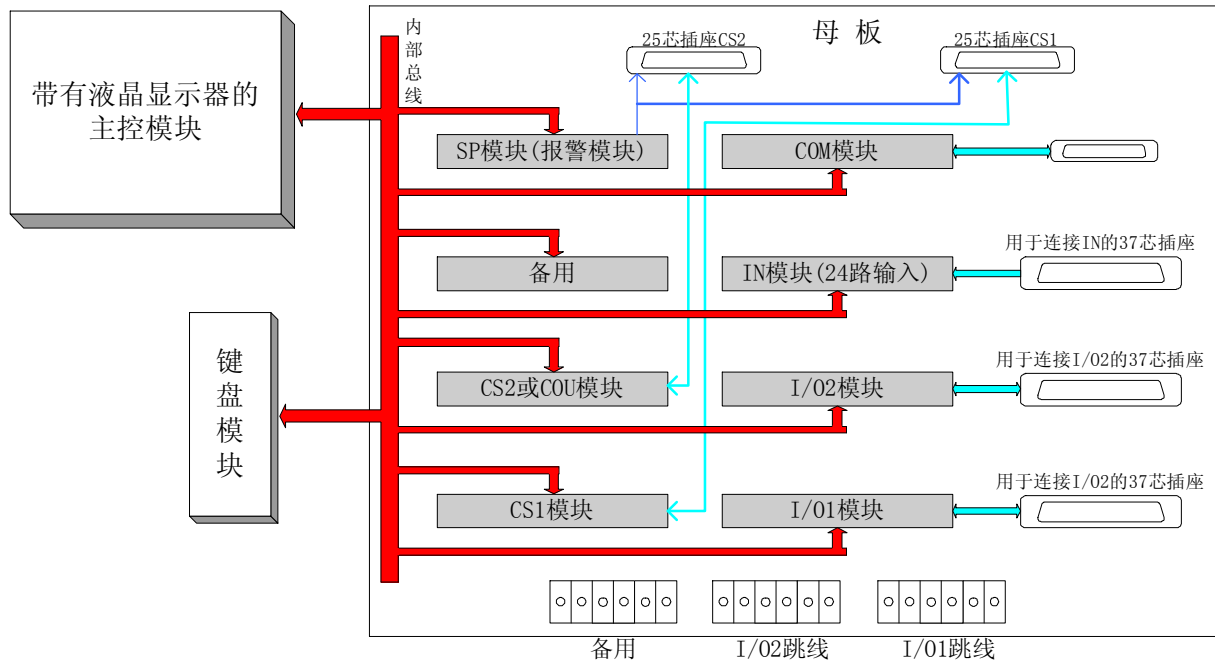 内部总线
母 板
25芯插座CS2
25芯插座CS1
带有液晶显示器的
主控模块
SP模块(报警模块)
COM模块
用于连接IN的37芯插座
备用
IN模块(24路输入)
键盘模块
用于连接I/O2的37芯插座
CS2或COU模块
I/O2模块
用于连接I/O2的37芯插座
CS1模块
I/O1模块
备用
I/O2跳线
I/O1跳线